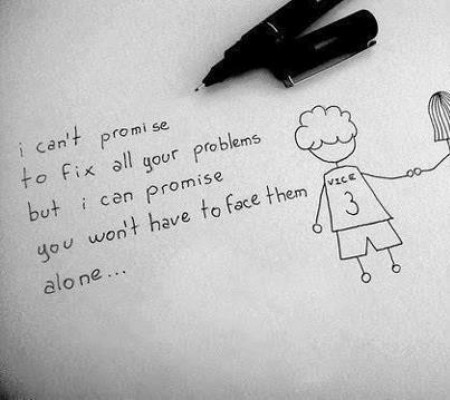 i can't promise
to fix all your problems
but i can promise
you won't have to face them
alone...
VICE
3